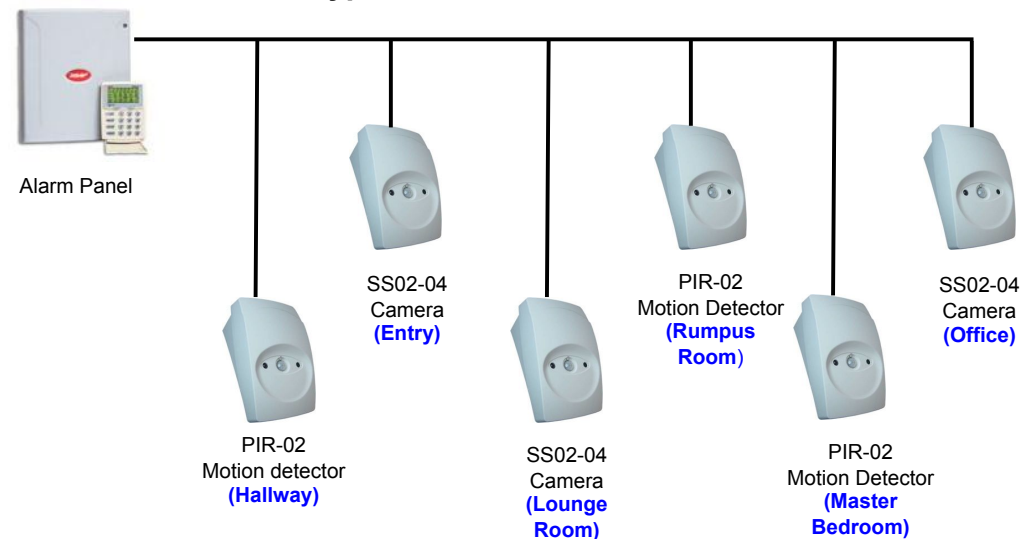 Alarm Panel
SS02-04
Camera
(Entry)
PIR-02
Motion Detector
(Rumpus
Room)
SS02-04
Camera
(Office)
PIR-02
Motion detector
(Hallway)
SS02-04
Camera
(Lounge
Room)
PIR-02
Motion Detector
(Master
Bedroom)